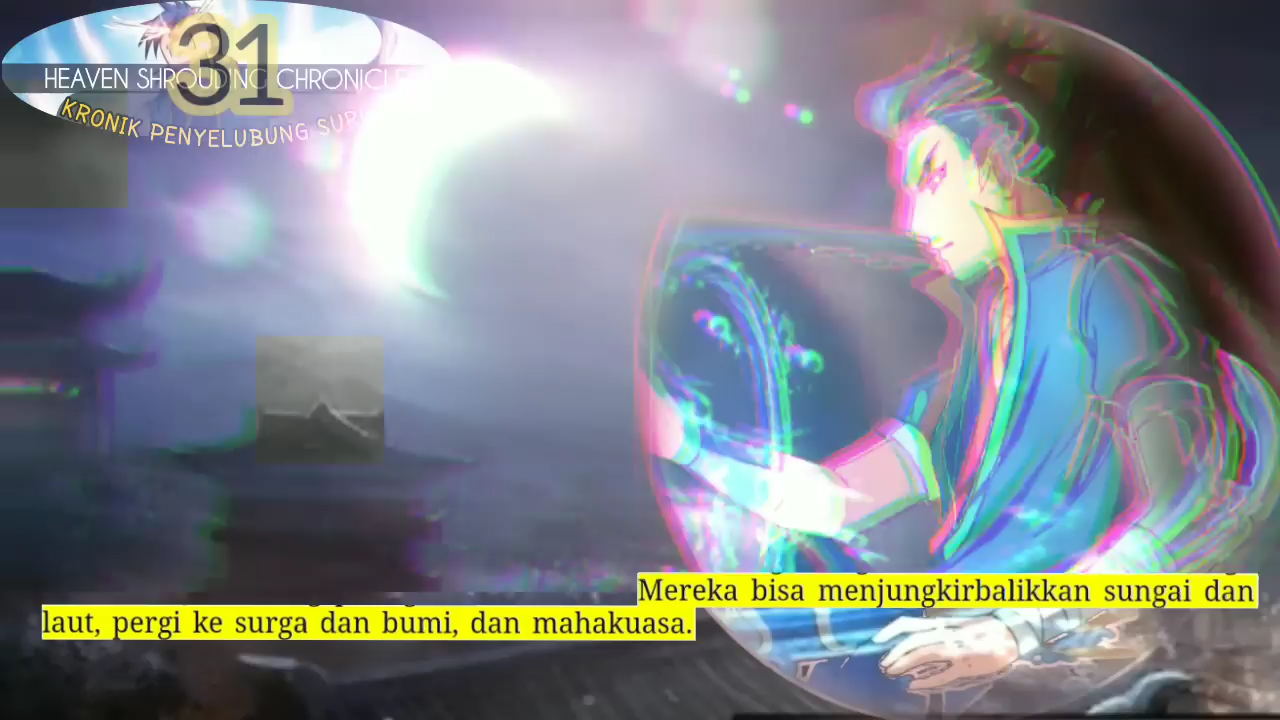 31
HEAVEN SHROUDING CHRONICLE
KRONIK PENYELUBUNG
Mereka bisa menjungkirbalikkan sungai dan
laut, pergi ke surga dan bumi, dan mahakuasa.